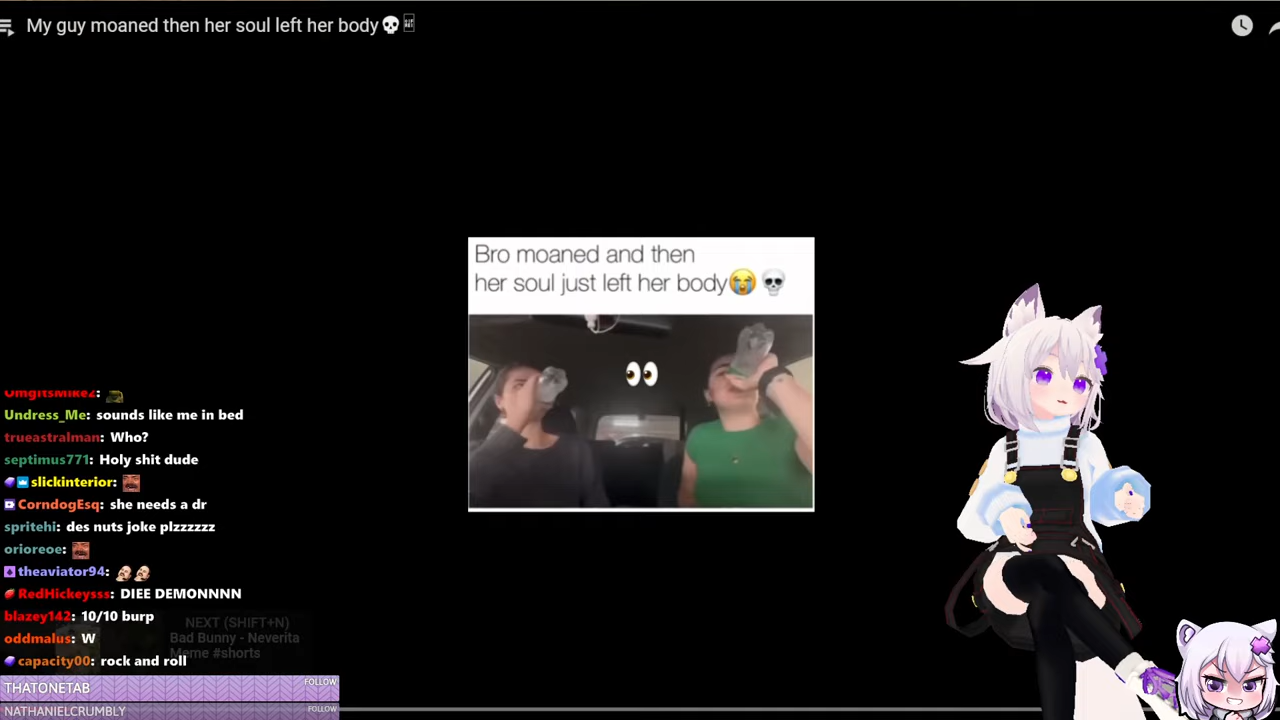 My guy moaned then her soul left her body💀
Bro moaned and then
her soul just left her body😭💀
OmgItsMike2:
Undress_Me: sounds like me in bed
trueastralman: Who?
septimus771: Holy shit dude
slickinterior:
CorndogEsq: she needs a dr
spritehi: des nuts joke plzzzzz
orioreoe:
theaviator94:
RedHickeysss: DIEE DEMONNNN
blazey142: 10/10 burp
oddmalus: W
capacity00: rock and roll
NEXT (SHIFT+N)
Bad Bunny - Neverita
Meme #shorts
THATONETAB FOLLOW
NATHANIELCRUMBLY FOLLOW